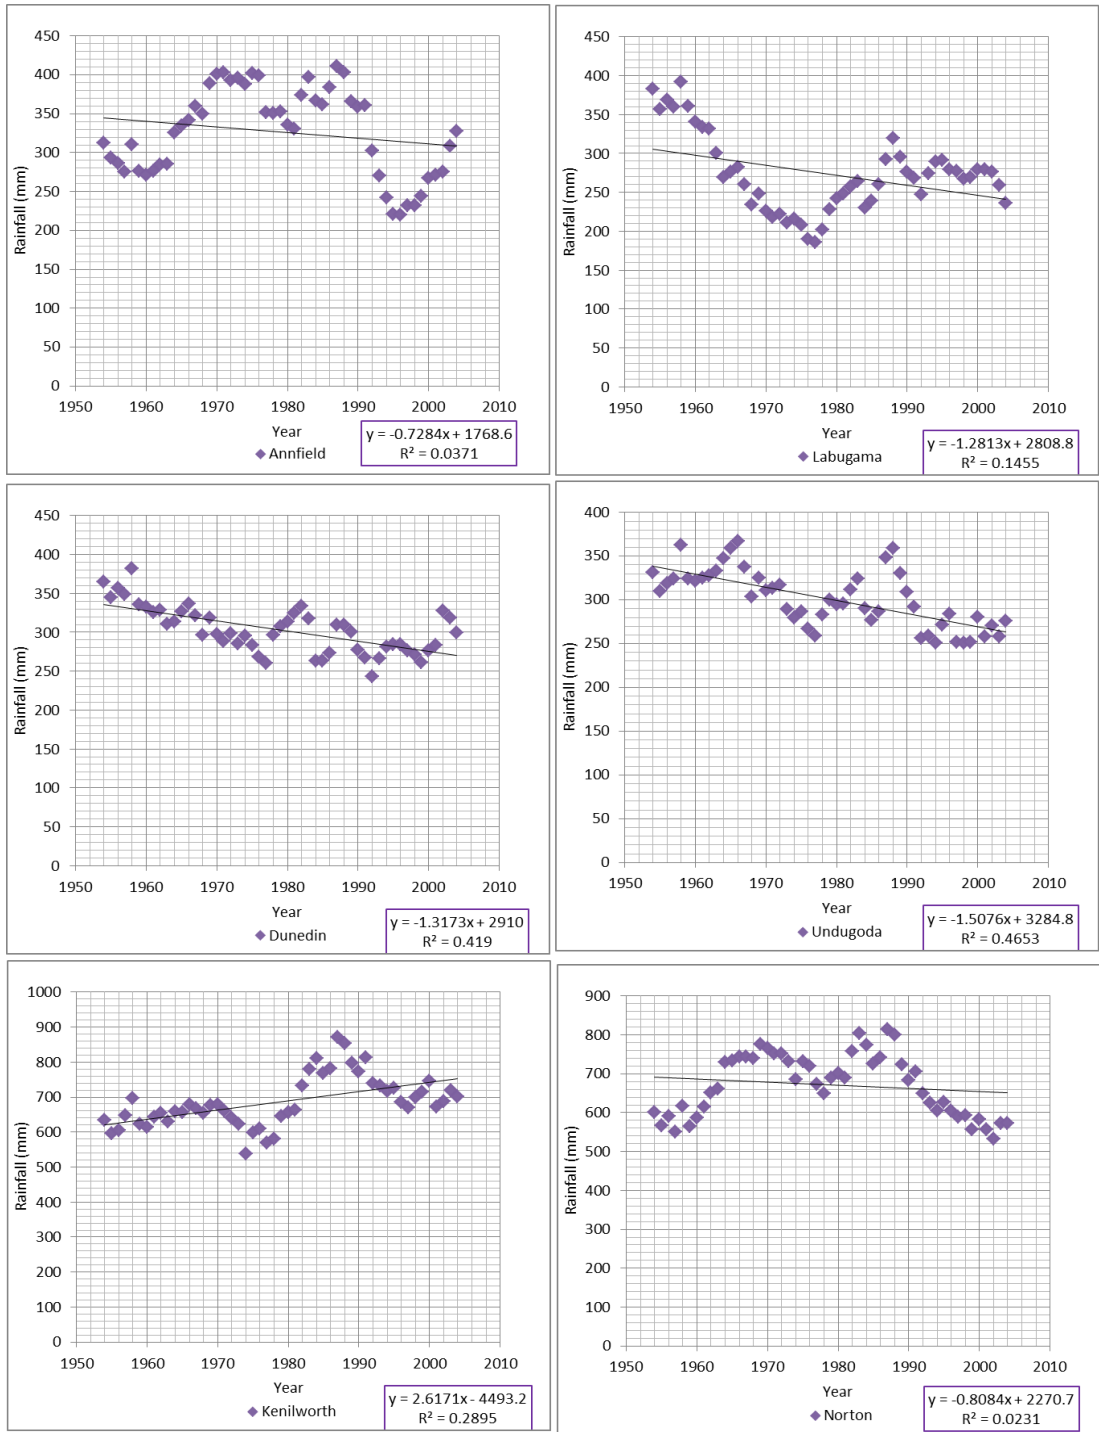 450
400
350
300
250
200
150
100
50
0
Rainfall (mm)
1950 1960 1970 1980 1990 2000 2010
Year
Annfield
y = -0.7284x + 1768.6
R² = 0.0371
450
400
350
300
250
200
150
100
50
0
Rainfall (mm)
1950 1960 1970 1980 1990 2000 2010
Year
Labugama
y = -1.2813x + 2808.8
R² = 0.1455
450
400
350
300
250
200
150
100
50
0
Rainfall (mm)
1950 1960 1970 1980 1990 2000 2010
Year
Dunedin
y = -1.3173x + 2910
R² = 0.419
400
350
300
250
200
150
100
50
0
Rainfall (mm)
1950 1960 1970 1980 1990 2000 2010
Year
Undugoda
y = -1.5076x + 3284.8
R² = 0.4653
1000
900
800
700
600
500
400
300
200
100
0
Rainfall (mm)
1950 1960 1970 1980 1990 2000 2010
Year
Kenilworth
y = 2.6171x - 4493.2
R² = 0.2895
900
800
700
600
500
400
300
200
100
0
Rainfall (mm)
1950 1960 1970 1980 1990 2000 2010
Year
Norton
y = -0.8084x + 2270.7
R² = 0.0231